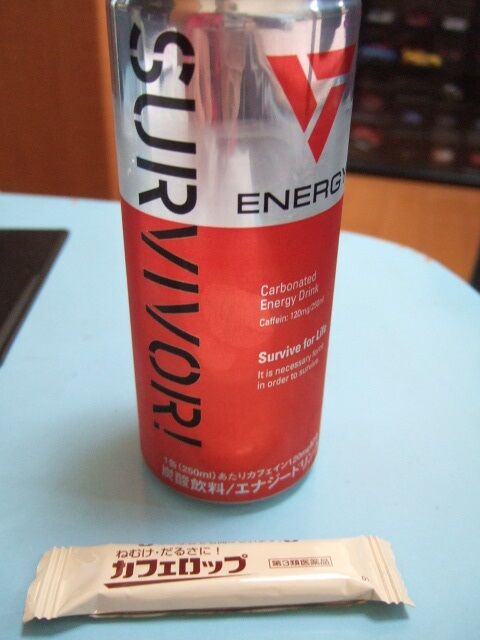 SURVIVOR!
ENERGY
Carbonated
Energy Drink
Caffein: 120mg/250ml
Survive for Life
It is necessary force
in order to survive.
1缶(250ml)あたりカフェイン120mg
炭酸飲料/エナジードリンク
ねむけ・だるさに!
カフェロップ
第3類医薬品